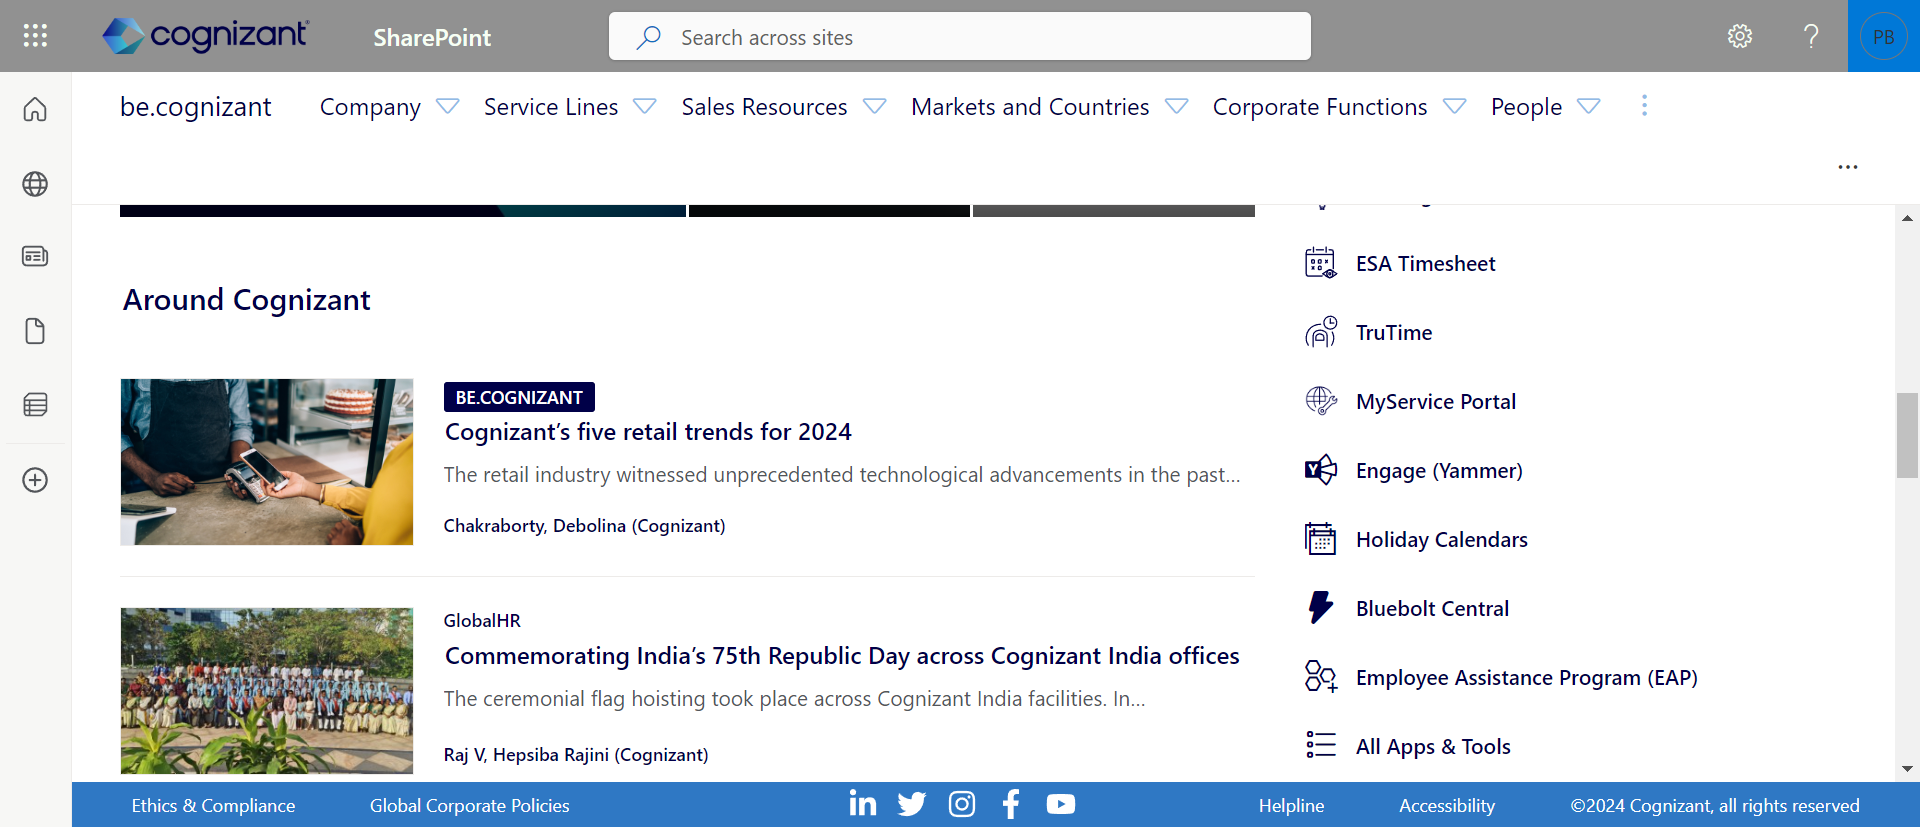 cognizant
SharePoint
Search across sites
PB
be.cognizant
Company
Service Lines
Sales Resources
Markets and Countries
Corporate Functions
People
ESA Timesheet
TruTime
MyService Portal
Engage (Yammer)
Holiday Calendars
Bluebolt Central
Employee Assistance Program (EAP)
All Apps & Tools
Around Cognizant
BE.COGNIZANT
Cognizant’s five retail trends for 2024
The retail industry witnessed unprecedented technological advancements in the past...
Chakraborty, Debolina (Cognizant)
GlobalHR
Commemorating India’s 75th Republic Day across Cognizant India offices
The ceremonial flag hoisting took place across Cognizant India facilities. In...
Raj V, Hepsiba Rajini (Cognizant)
Ethics & Compliance
Global Corporate Policies
Helpline
Accessibility
©2024 Cognizant, all rights reserved